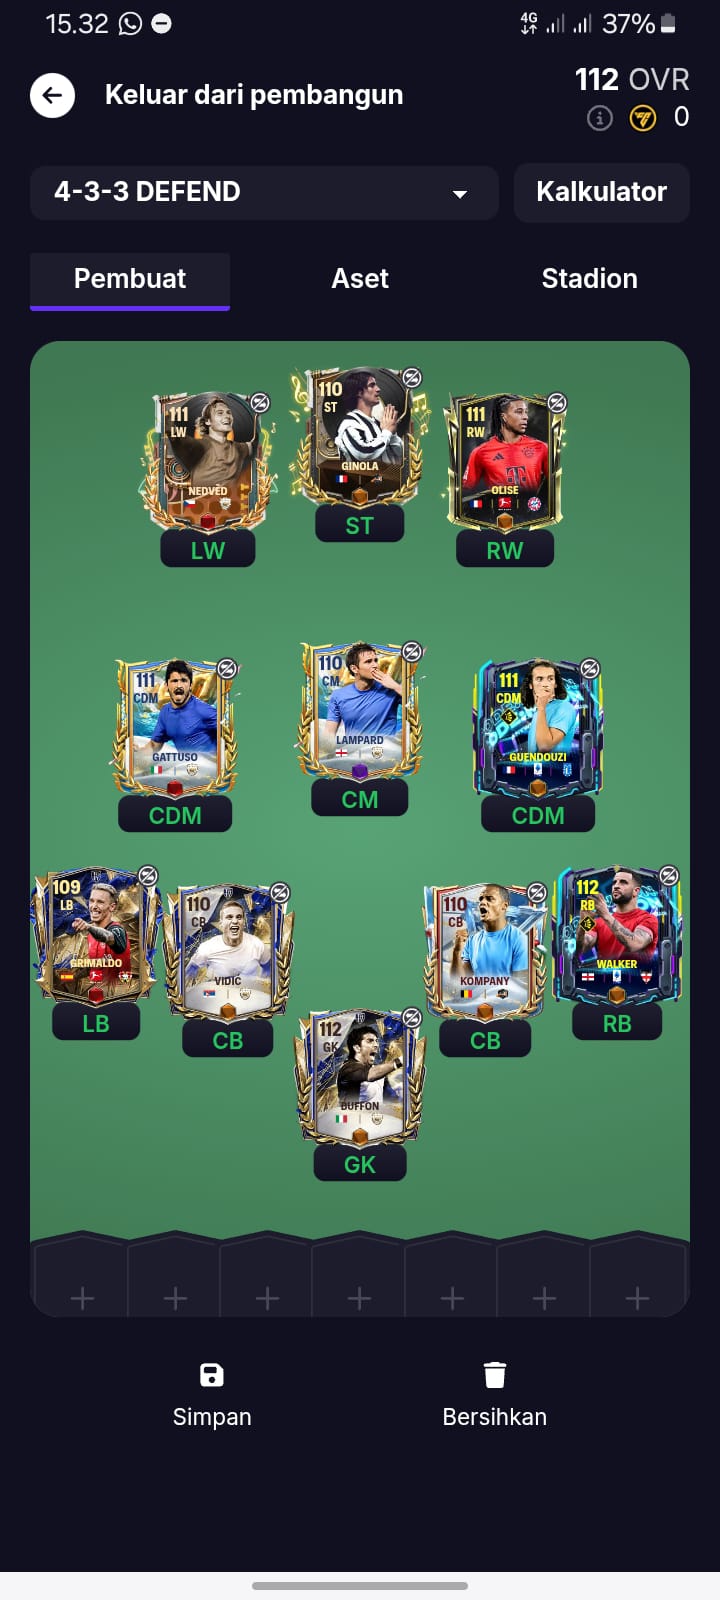 15.32 4G 37%
Keluar dari pembangun
112 OVR
0
4-3-3 DEFEND
Kalkulator
Pembuat Aset Stadion
111
LW
NEDVĚD
LW
110
ST
GINOLA
ST
111
RW
OLISE
RW
111
CDM
GATTUSO
CDM
110
CM
LAMPARD
CM
111
CDM
GUENDOUZI
CDM
109
LB
GRIMALDO
LB
110
CB
VIDIĆ
CB
110
CB
KOMPANY
CB
112
RB
WALKER
RB
112
GK
BUFFON
GK
Simpan
Bersihkan